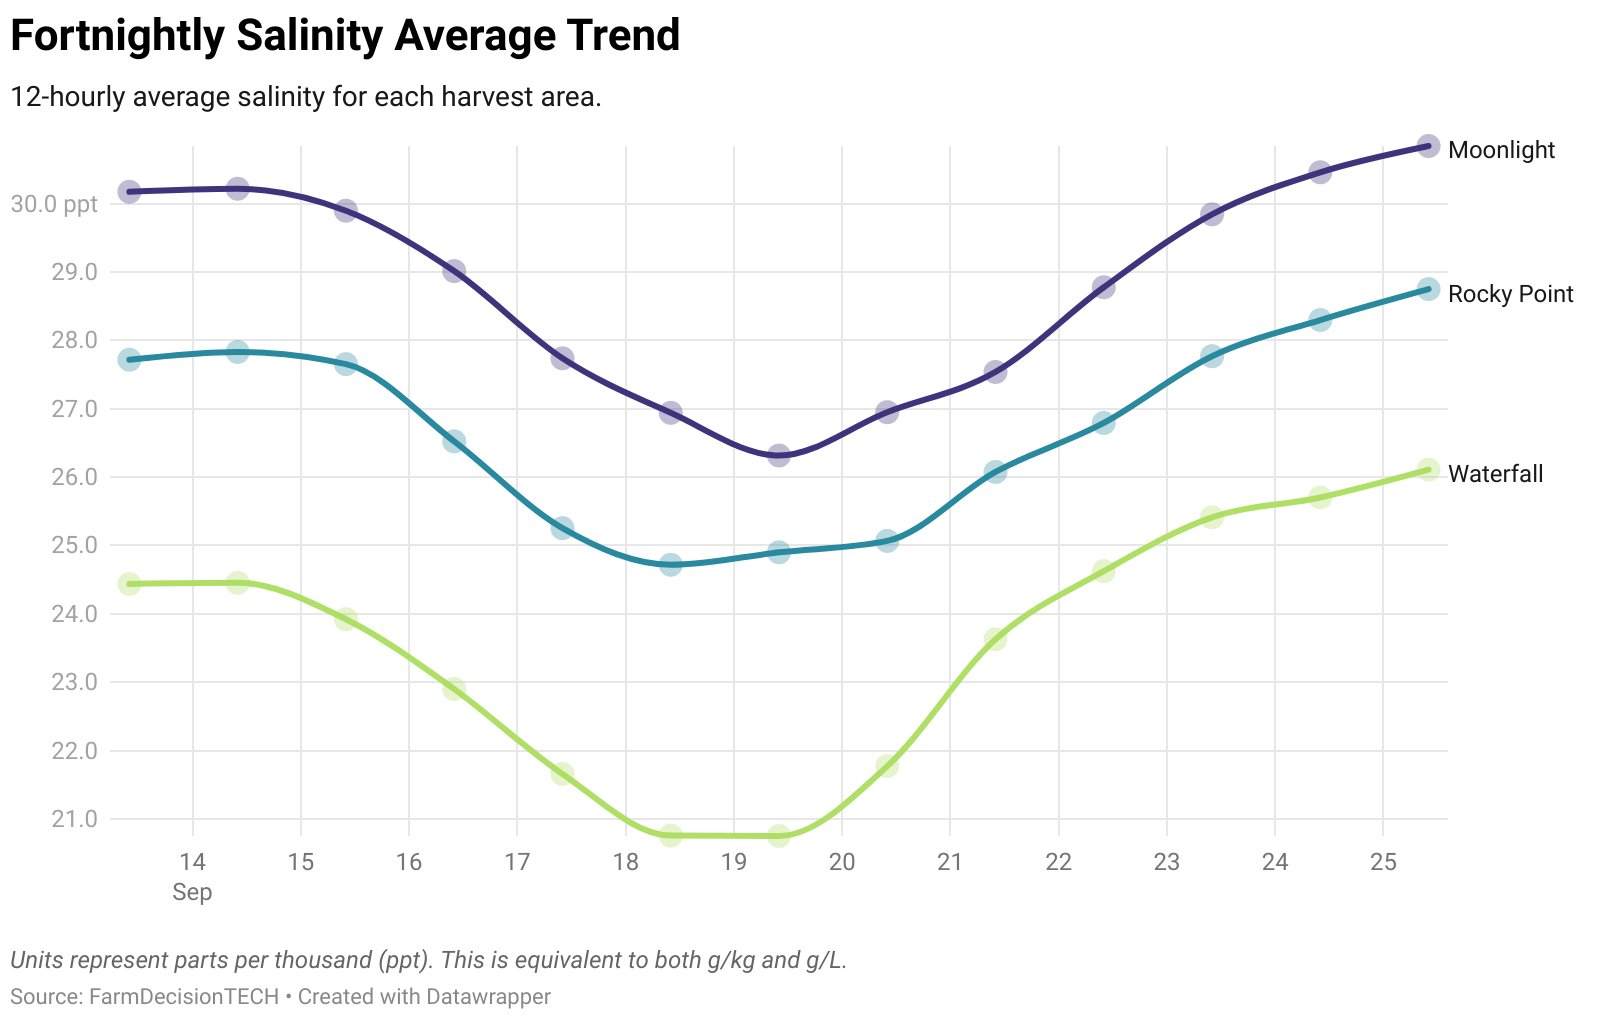 Fortnightly Salinity Average Trend
12-hourly average salinity for each harvest area.
Moonlight
30.0 ppt
29.0
Rocky Point
28.0
27.0
26.0
Waterfall
25.0
24.0
23.0
22.0
21.0
14 15 16 17 18 19 20 21 22 23 24 25
Sep
Units represent parts per thousand (ppt). This is equivalent to both g/kg and g/L.
Source: FarmDecisionTECH • Created with Datawrapper